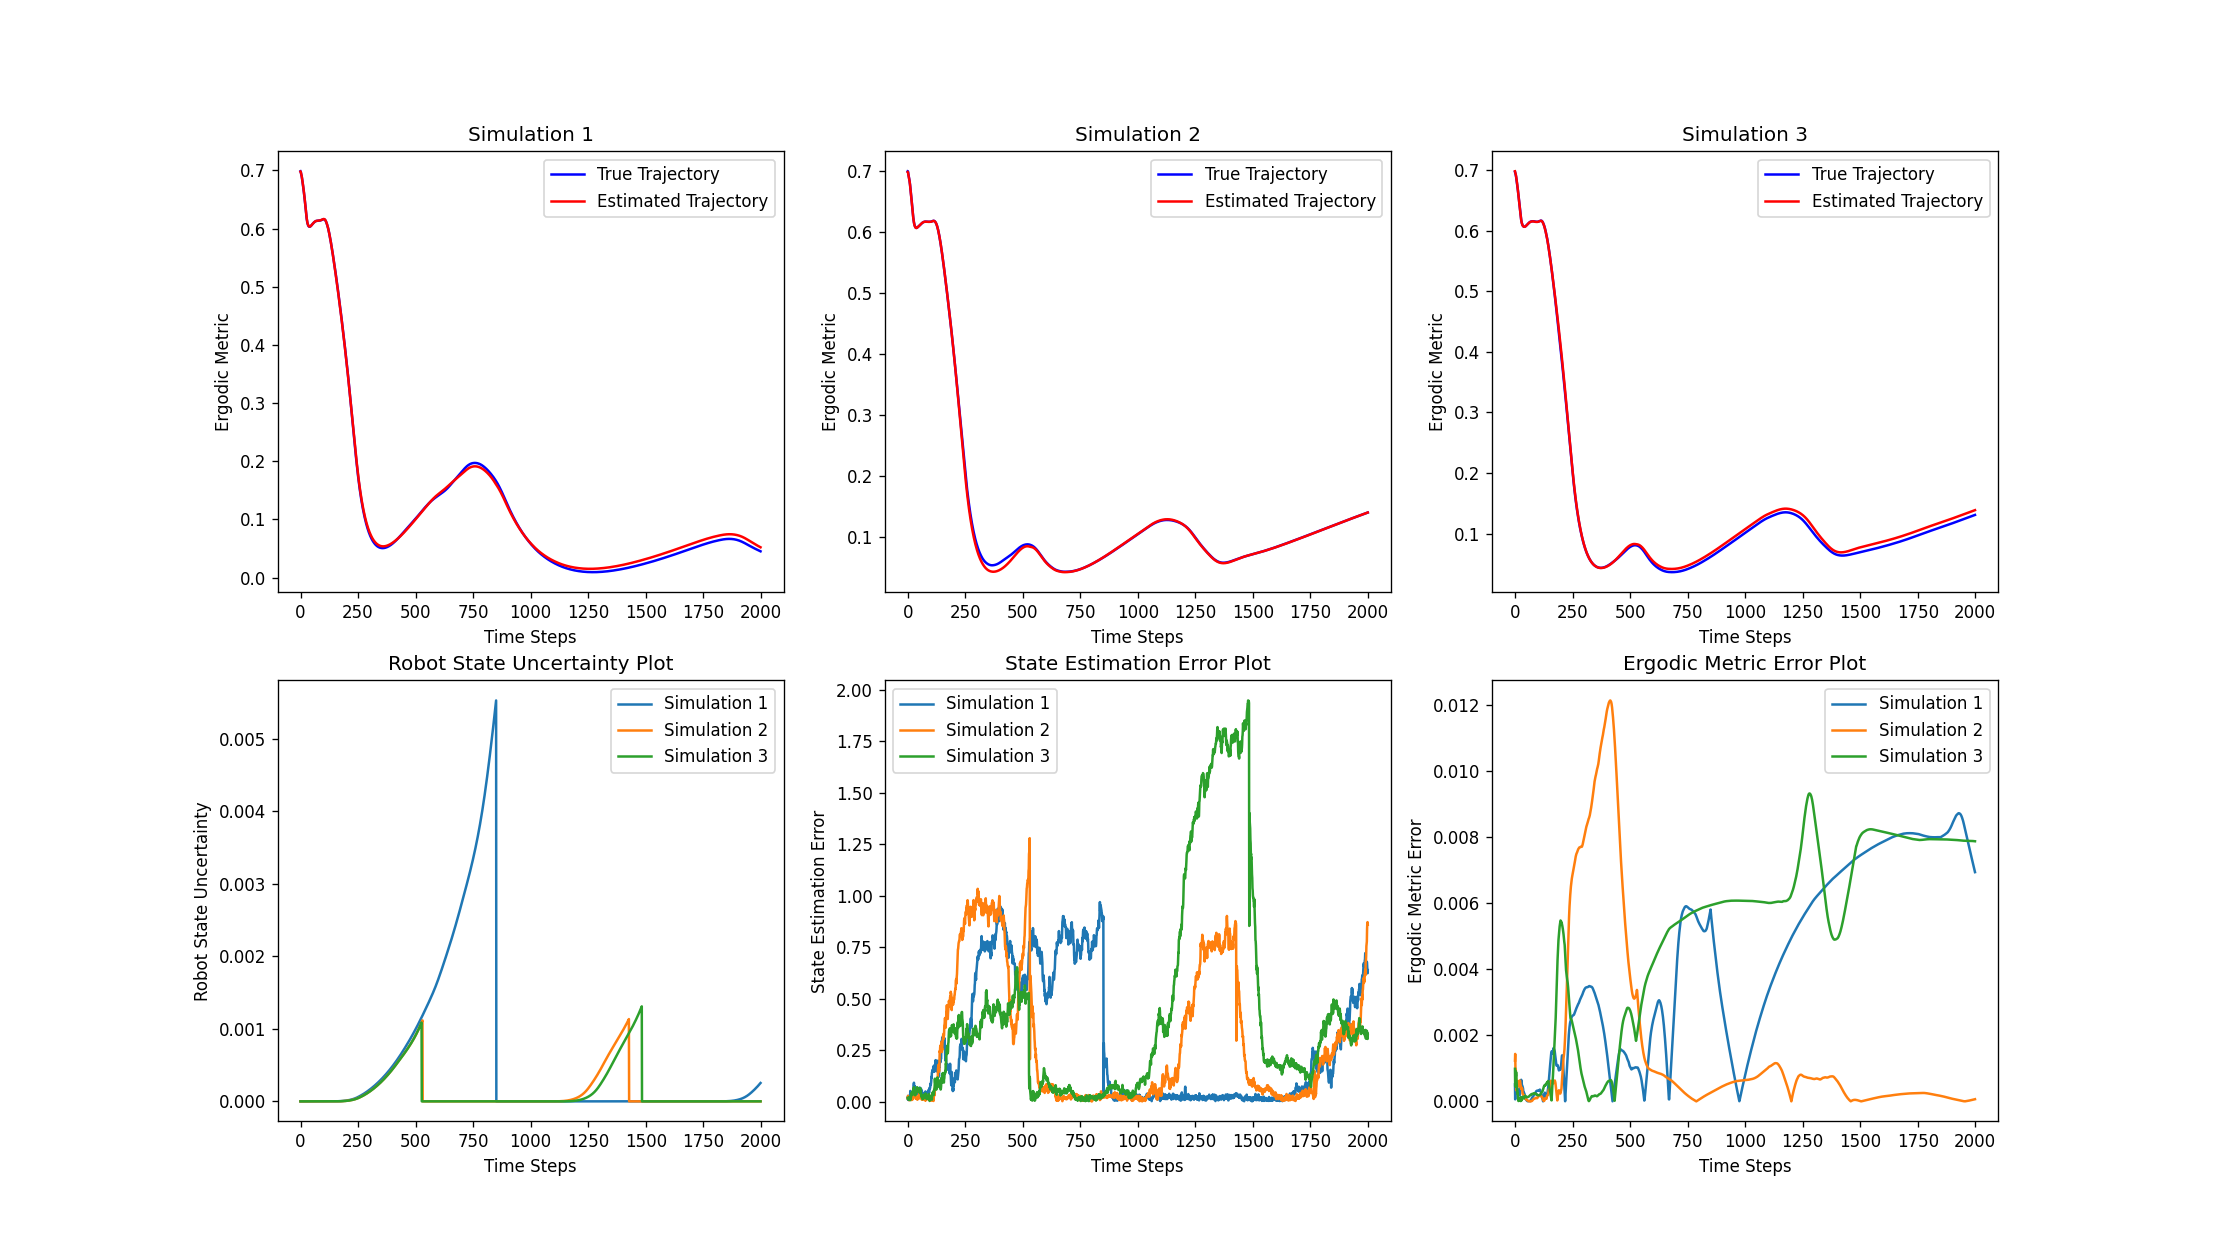 Simulation 1
Ergodic Metric
0.7
0.6
0.5
0.4
0.3
0.2
0.1
0.0
True Trajectory
Estimated Trajectory
0 250 500 750 1000 1250 1500 1750 2000
Time Steps
Simulation 2
Ergodic Metric
0.7
0.6
0.5
0.4
0.3
0.2
0.1
True Trajectory
Estimated Trajectory
0 250 500 750 1000 1250 1500 1750 2000
Time Steps
Simulation 3
Ergodic Metric
0.7
0.6
0.5
0.4
0.3
0.2
0.1
True Trajectory
Estimated Trajectory
0 250 500 750 1000 1250 1500 1750 2000
Time Steps
Robot State Uncertainty Plot
Robot State Uncertainty
0.005
0.004
0.003
0.002
0.001
0.000
Simulation 1
Simulation 2
Simulation 3
0 250 500 750 1000 1250 1500 1750 2000
Time Steps
State Estimation Error Plot
State Estimation Error
2.00
1.75
1.50
1.25
1.00
0.75
0.50
0.25
0.00
Simulation 1
Simulation 2
Simulation 3
0 250 500 750 1000 1250 1500 1750 2000
Time Steps
Ergodic Metric Error Plot
Ergodic Metric Error
0.012
0.010
0.008
0.006
0.004
0.002
0.000
Simulation 1
Simulation 2
Simulation 3
0 250 500 750 1000 1250 1500 1750 2000
Time Steps